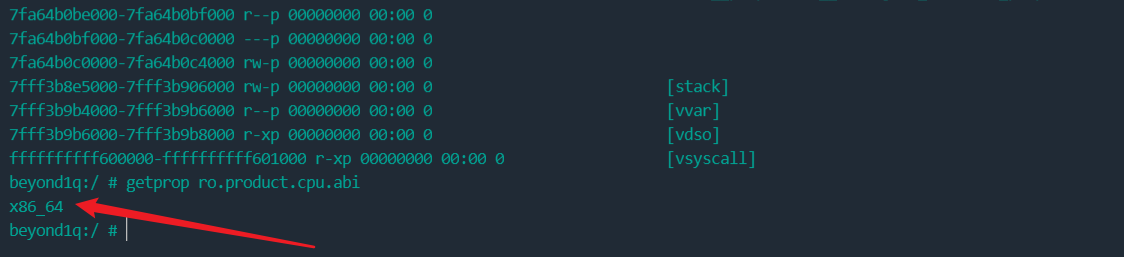 7fa64b0be000-7fa64b0bf000 r--p 00000000 00:00 0
7fa64b0bf000-7fa64b0c0000 ---p 00000000 00:00 0
7fa64b0c0000-7fa64b0c4000 rw-p 00000000 00:00 0
7fff3b8e5000-7fff3b906000 rw-p 00000000 00:00 0 [stack]
7fff3b9b4000-7fff3b9b6000 r--p 00000000 00:00 0 [vvar]
7fff3b9b6000-7fff3b9b8000 r-xp 00000000 00:00 0 [vdso]
ffffffffff600000-ffffffffff601000 r-xp 00000000 00:00 0 [vsyscall]
beyond1q:/ # getprop ro.product.cpu.abi
x86_64
beyond1q:/ #